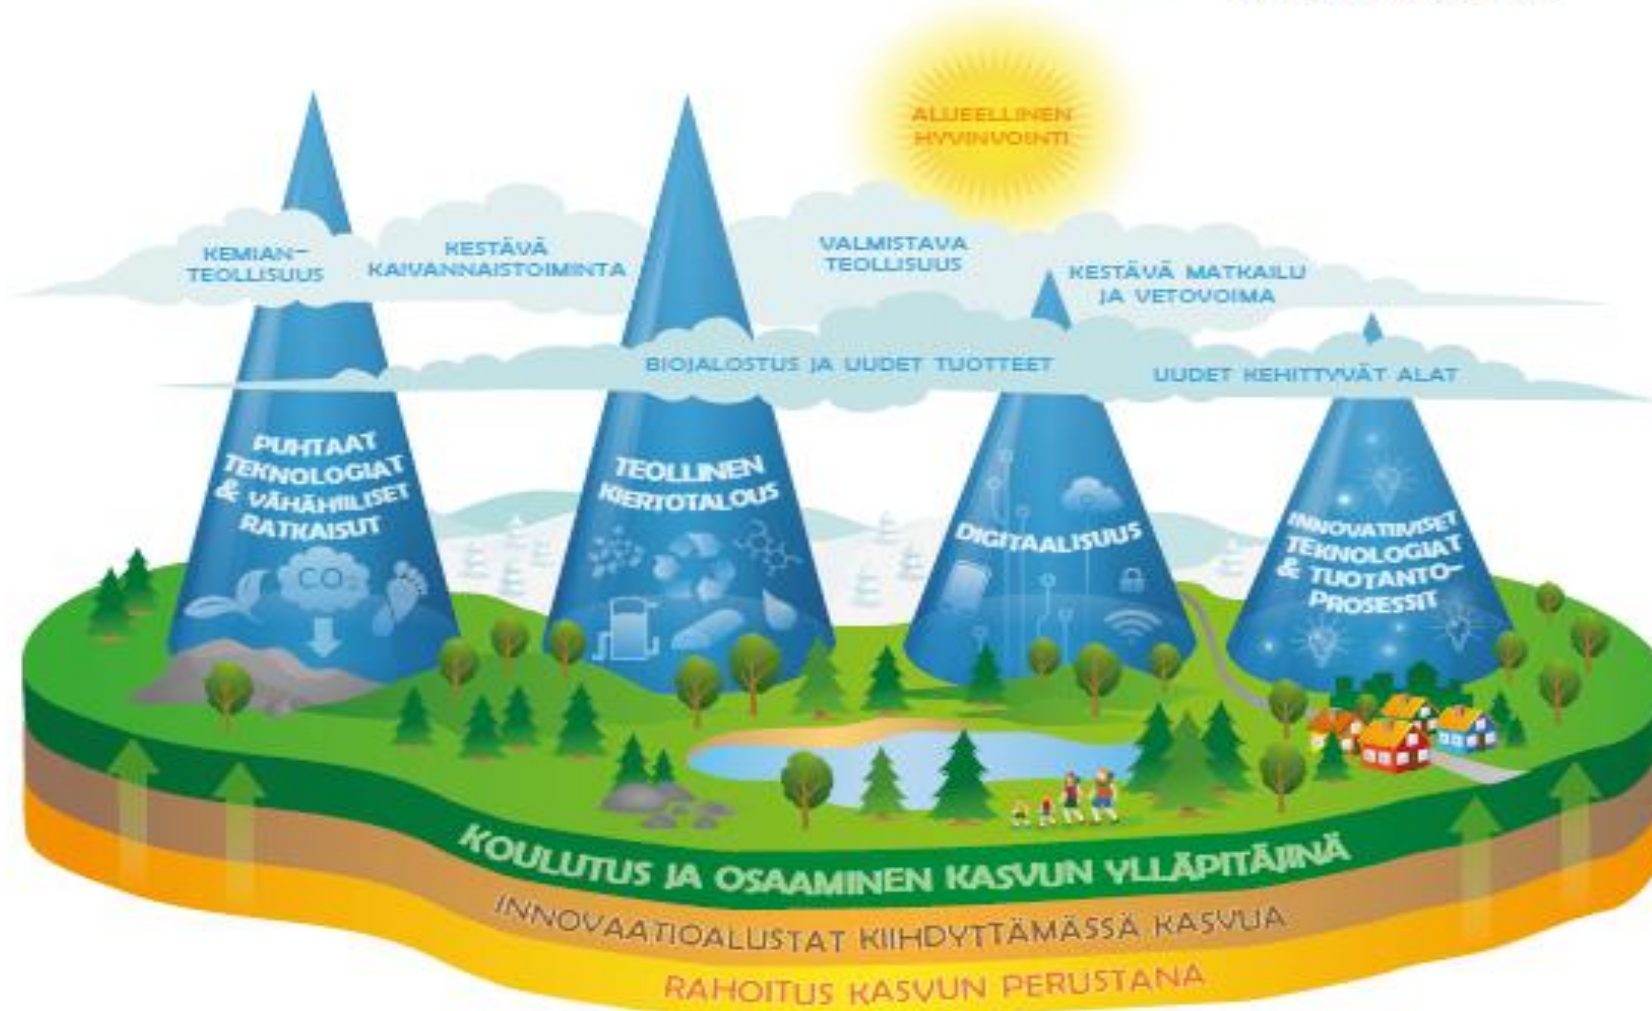 ALUEELLINEN
HYVINVOINTI
KEMIAN-
TEOLLISUUS
KESTÄVÄ
KAIVANNAISTOIMINTA
VALMISTAVA
TEOLLISUUS
KESTÄVÄ MATKAILU
JA VETOVOIMA
BIOJALOSTUS JA UUDET TUOTTEET
UUDET KEHITTYVÄT ALAT
PUHTAAT
TEKNOLOGIAT
& VÄHÄHIILISET
RATKAISUT
CO₂
TEOLLINEN
KIERTOTALOUS
DIGITAALISUUS
INNOVATIIVISET
TEKNOLOGIAT
& TUOTANTO-
PROSESSIT
KOULUTUS JA OSAAMINEN KASVUN YLLÄPITÄJINÄ
INNOVAATIOALUSTAT KIIHDYTTÄMÄSSÄ KASVUA
RAHOITUS KASVUN PERUSTANA